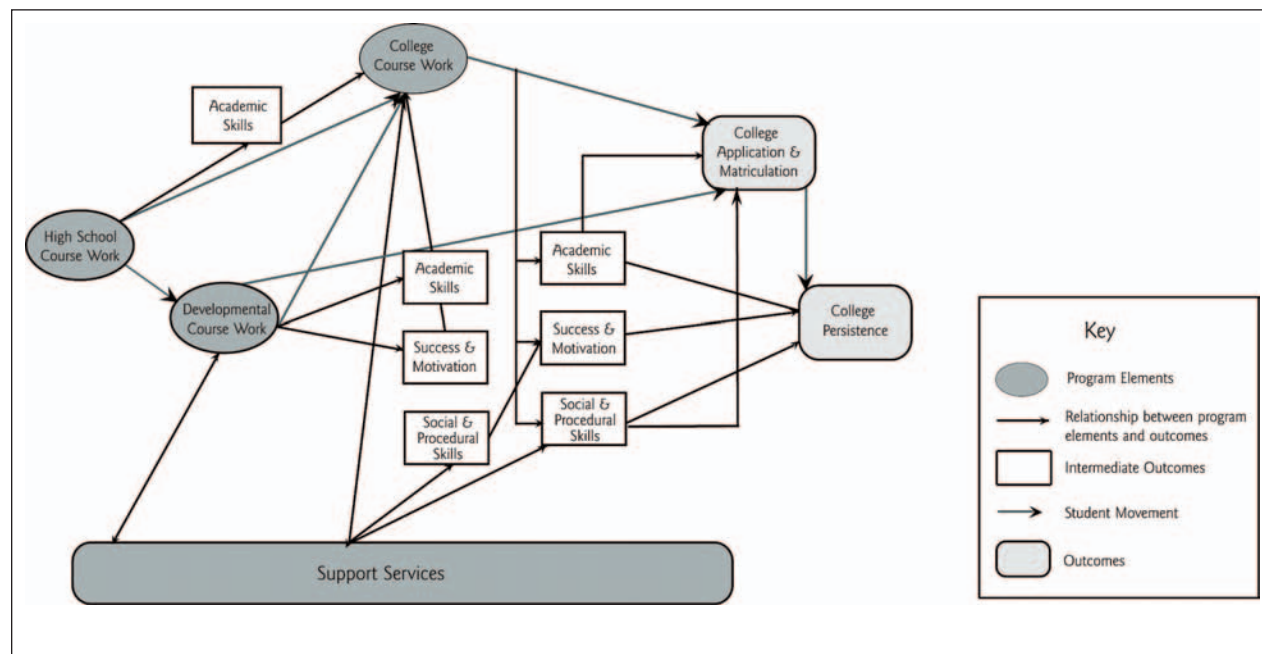 College
Course Work
Academic
Skills
College
Application &
Matriculation
High School
Course Work
Academic
Skills
Academic
Skills
Developmental
Course Work
College
Persistence
Success &
Motivation
Success &
Motivation
Social &
Procedural
Skills
Social &
Procedural
Skills
Support Services
Key
Program Elements
Relationship between program
elements and outcomes
Intermediate Outcomes
Student Movement
Outcomes